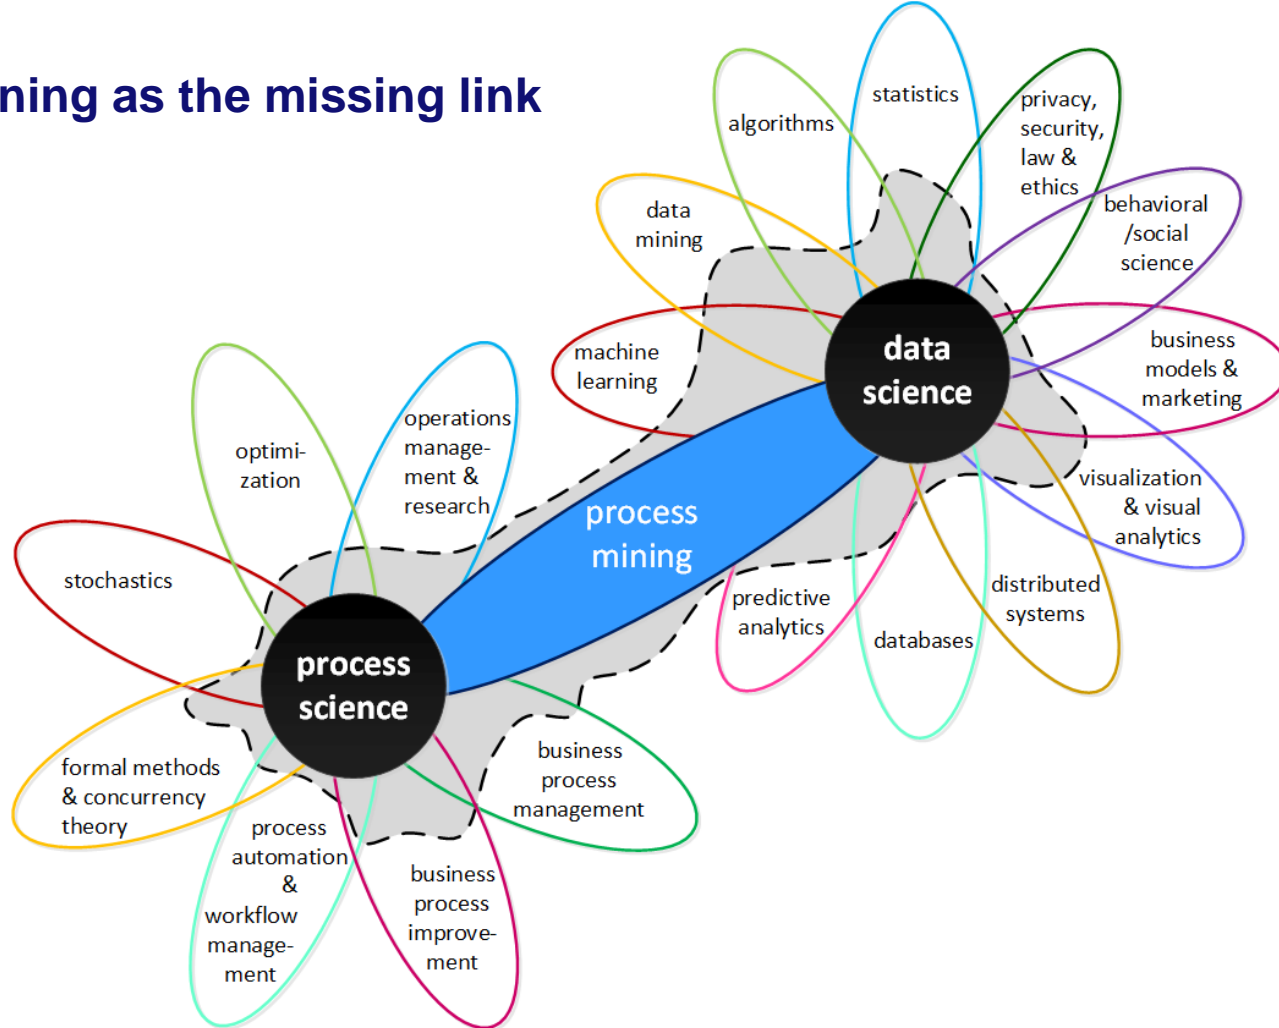 ning as the missing link
statistics
algorithms
privacy,
security,
law &
ethics
data
mining
behavioral
/social
science
machine
learning
data
science
business
models &
marketing
visualization
& visual
analytics
distributed
systems
databases
predictive
analytics
process
mining
operations
manage-
ment &
research
optimi-
zation
stochastics
process
science
formal methods
& concurrency
theory
process
automation
&
workflow
manage-
ment
business
process
improve-
ment
business
process
management